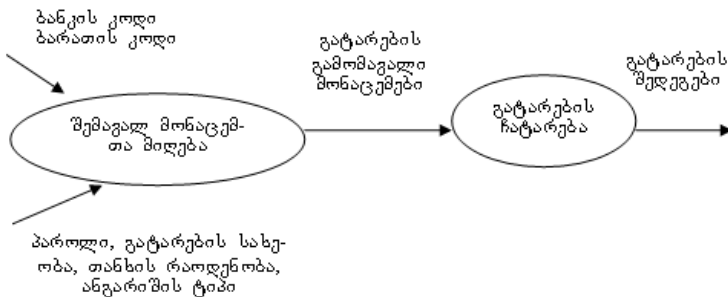 ბანკის კოდი
ბარათის კოდი
გატარების
გამომავალი
მონაცემები
გატარების
შედეგები
შემავალ მონაცემ-
თა მიღება
გატარების
ჩატარება
პაროლი, გატარების სახე-
ობა, თანხის რაოდენობა,
ანგარიშის ტიპი